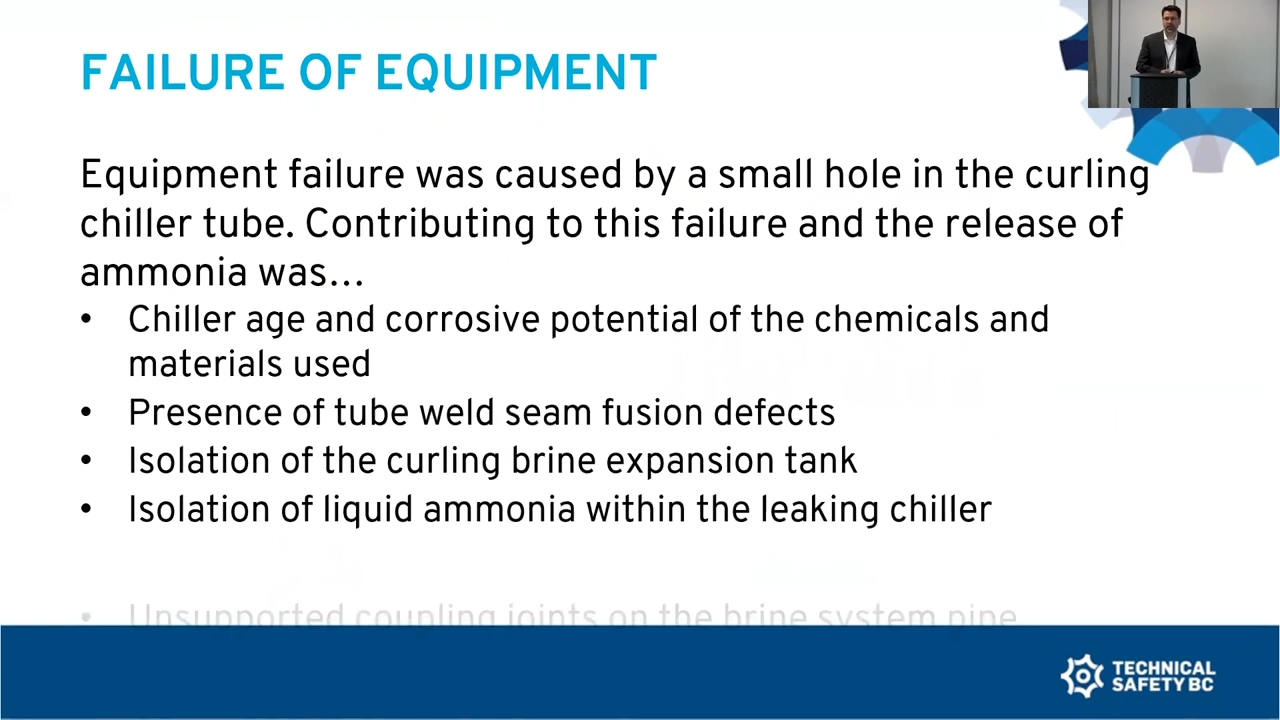 FAILURE OF EQUIPMENT
Equipment failure was caused by a small hole in the curling
chiller tube. Contributing to this failure and the release of
ammonia was...
• Chiller age and corrosive potential of the chemicals and
materials used
• Presence of tube weld seam fusion defects
• Isolation of the curling brine expansion tank
• Isolation of liquid ammonia within the leaking chiller
• Unsupported coupling joints on the brine system pipe
TECHNICAL
SAFETY BC